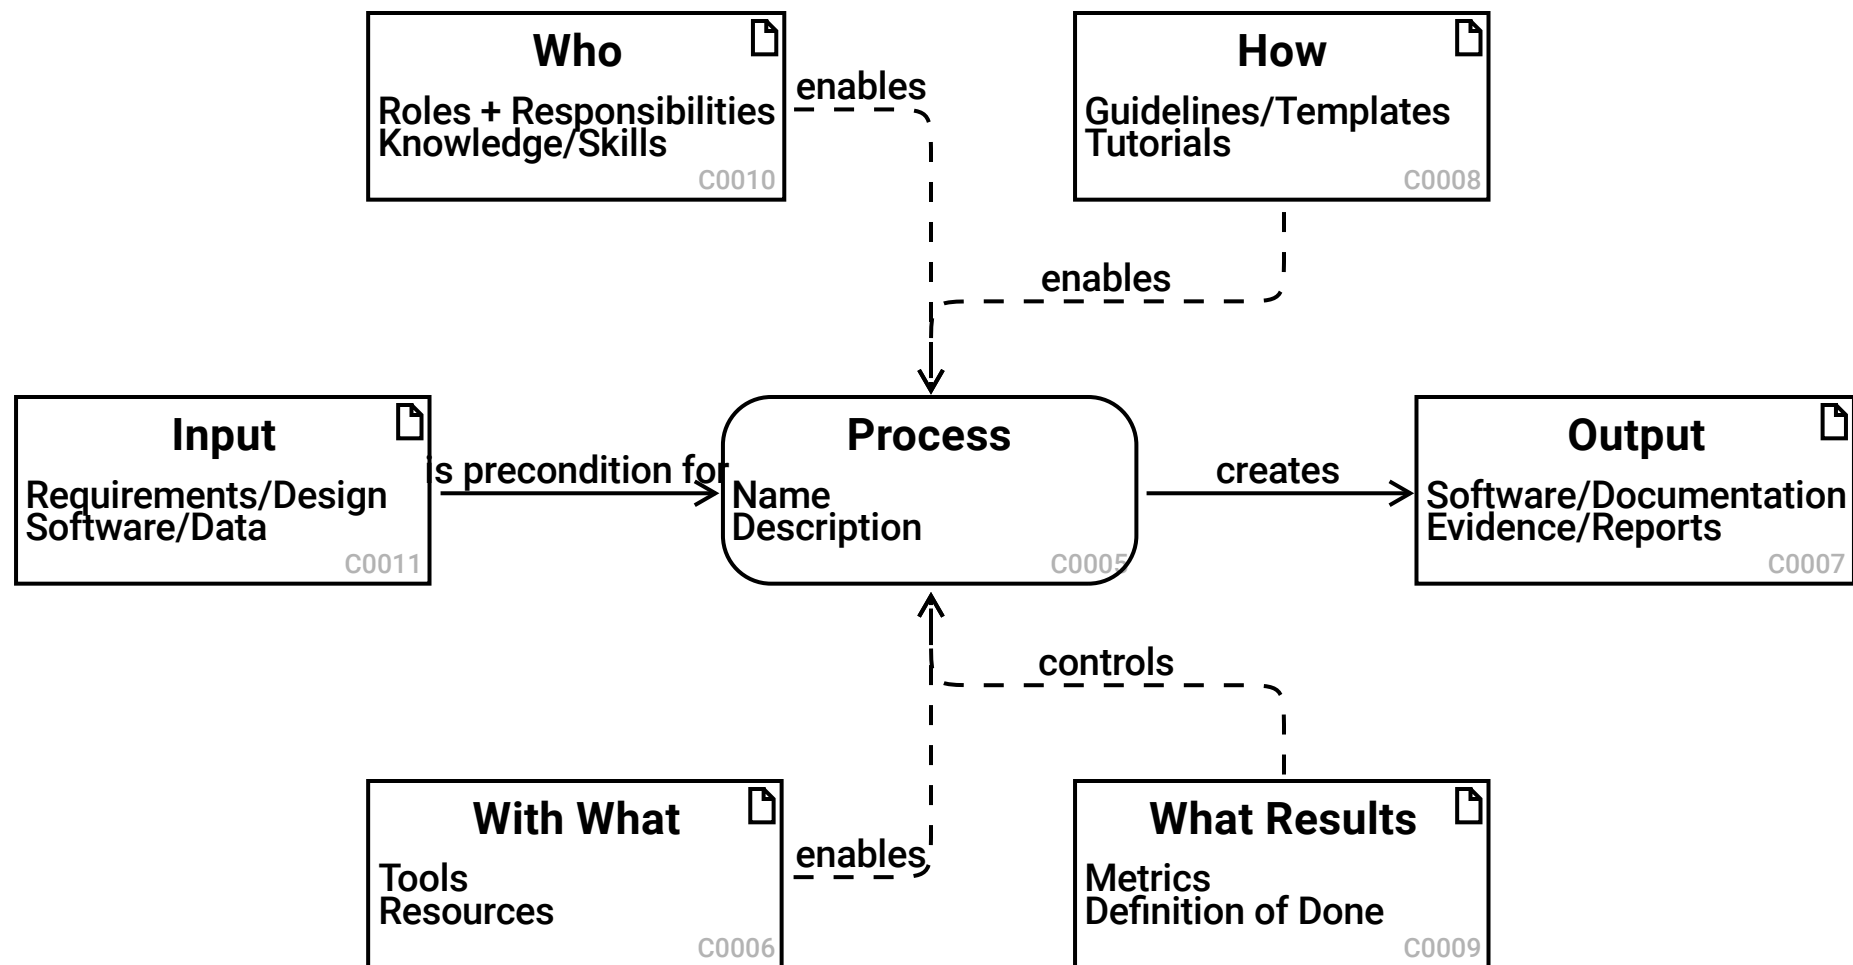 Who
Roles + Responsibilities
Knowledge/Skills
C0010
enables
How
Guidelines/Templates
Tutorials
C0008
enables
Input
Requirements/Design
Software/Data
C0011
is precondition for
Process
Name
Description
C0005
creates
Output
Software/Documentation
Evidence/Reports
C0007
controls
With What
Tools
Resources
C0006
enables
What Results
Metrics
Definition of Done
C0009